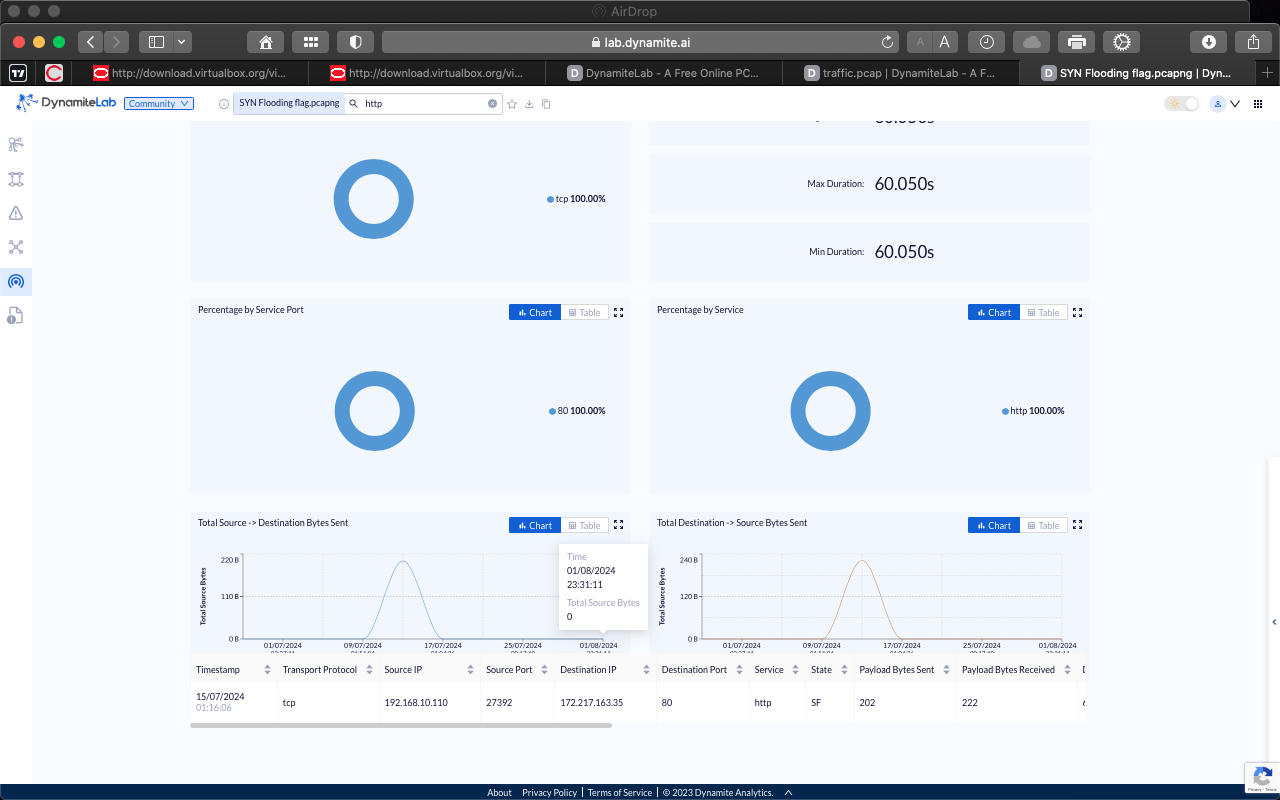 AirDrop
lab.dynamite.ai
A A
http://download.virtualbox.org/vi...
http://download.virtualbox.org/vi...
D DynamiteLab - A Free Online PC...
D traffic.pcap | DynamiteLab - A F...
D SYN Flooding flag.pcapng | Dyn...
DynamiteLab
Community
SYN Flooding flag.pcapng
http
tcp 100.00%
Max Duration: 60.050s
Min Duration: 60.050s
Percentage by Service Port
Chart
Table
80 100.00%
Percentage by Service
Chart
Table
http 100.00%
Total Source -> Destination Bytes Sent
Chart
Table
Total Source Bytes
220 B
110 B
0 B
01/07/2024
09/07/2024
17/07/2024
25/07/2024
01/08/2024
Time
01/08/2024
23:31:11
Total Source Bytes
0
Total Destination -> Source Bytes Sent
Chart
Table
Total Source Bytes
240 B
120 B
0 B
01/07/2024
09/07/2024
17/07/2024
25/07/2024
01/08/2024
Timestamp Transport Protocol Source IP Source Port Destination IP Destination Port Service State Payload Bytes Sent Payload Bytes Received
15/07/2024
01:16:06
tcp 192.168.10.110 27392 172.217.163.35 80 http SF 202 222
About Privacy Policy | Terms of Service | © 2023 Dynamite Analytics.
Privacy - Terms